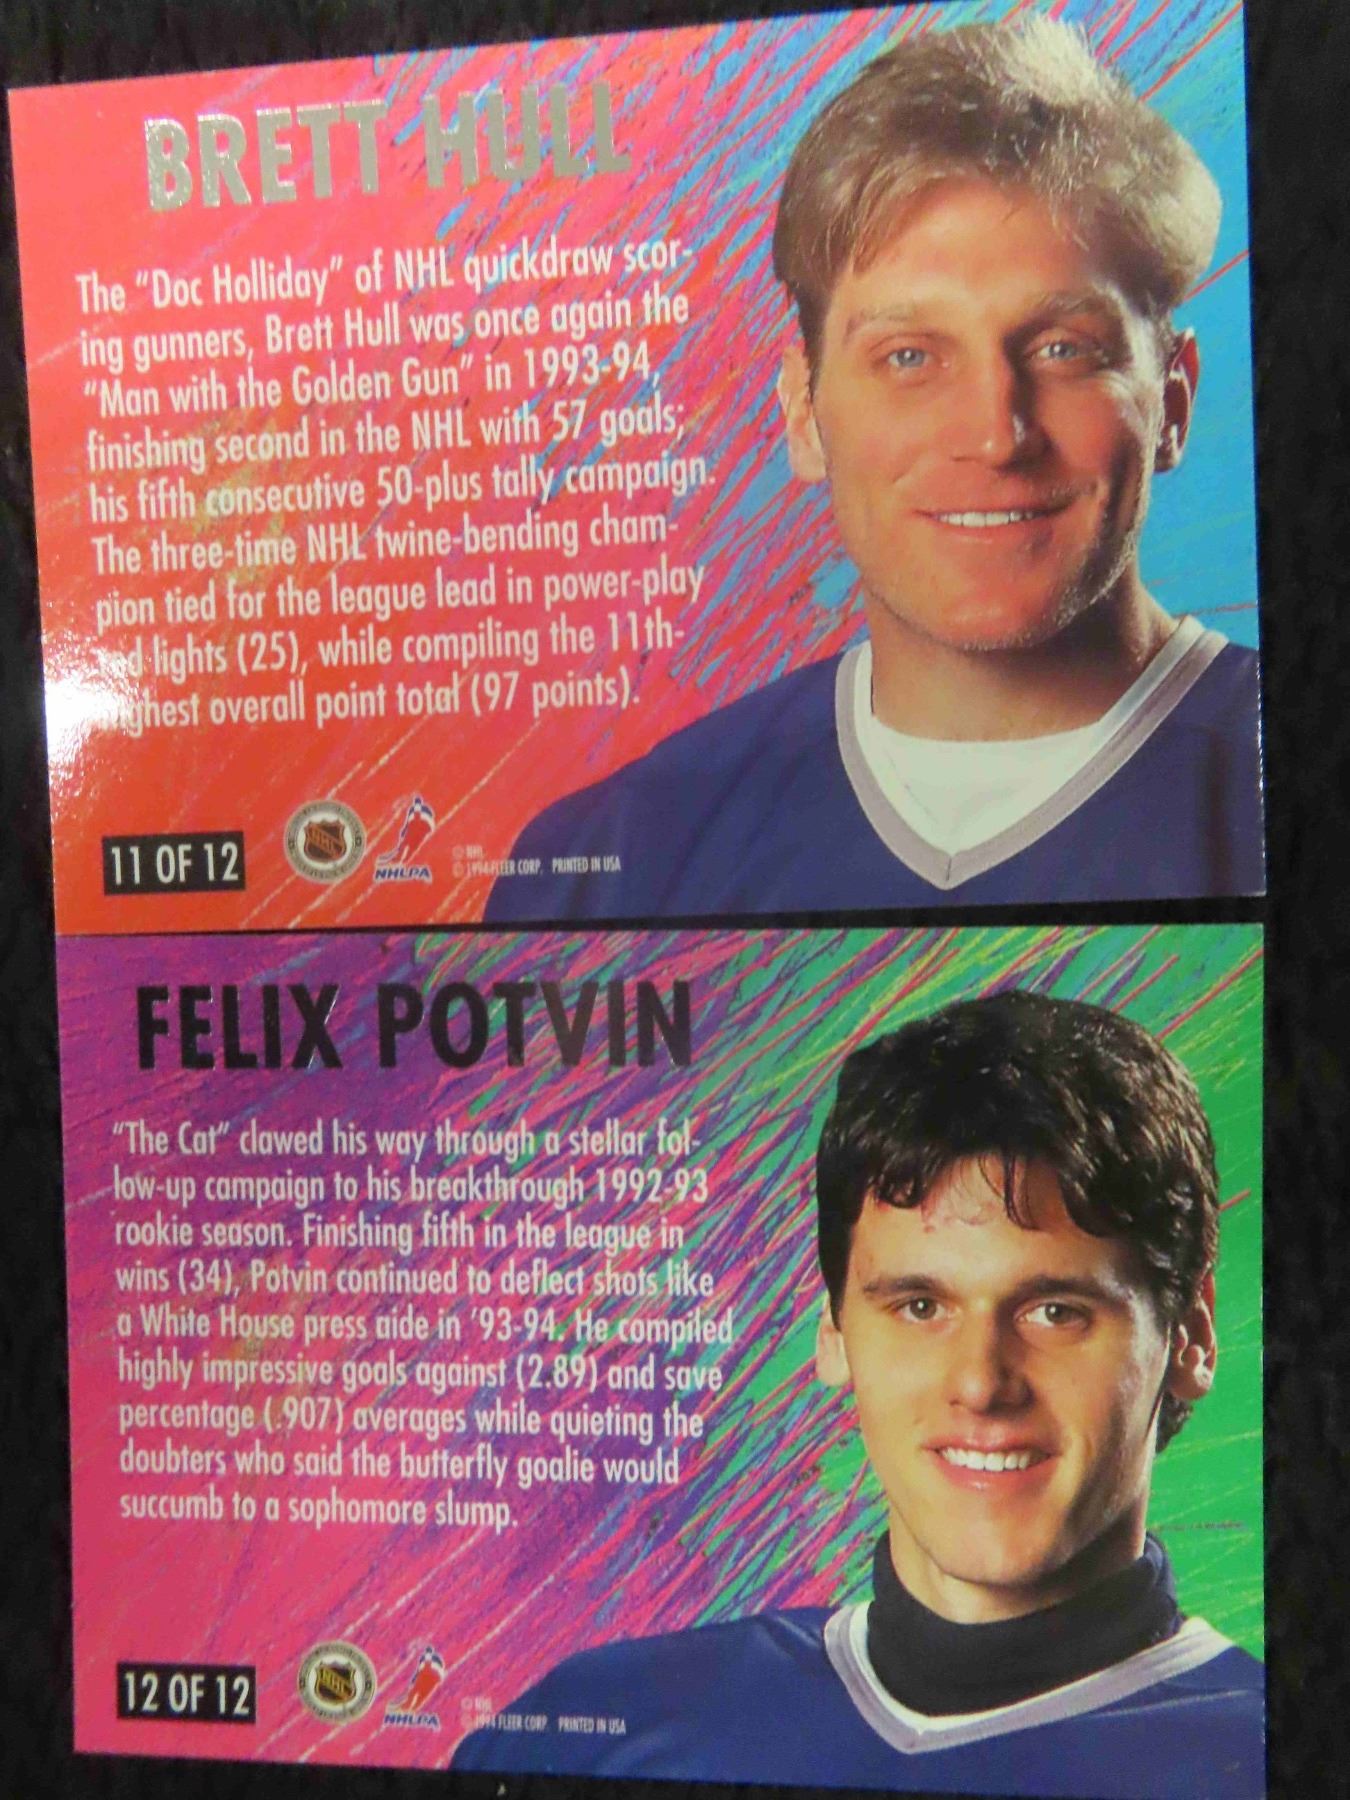 BRETT HULL
The "Doc Holliday" of NHL quickdraw scor-
ing gunners, Brett Hull was once again the
"Man with the Golden Gun" in 1993-94,
finishing second in the NHL with 57 goals;
his fifth consecutive 50-plus tally campaign.
The three-time NHL twine-bending cham-
pion tied for the league lead in power-play
lights (25), while compiling the 11th-
highest overall point total (97 points).
11 OF 12
NHL
NHLPA
© NHL
© 1994 FLEER CORP. PRINTED IN USA
FELIX POTVIN
"The Cat" clawed his way through a stellar fol-
low-up campaign to his breakthrough 1992-93
rookie season. Finishing fifth in the league in
wins (34), Potvin continued to deflect shots like
a White House press aide in '93-94. He compiled
highly impressive goals against (2.89) and save
percentage (.907) averages while quieting the
doubters who said the butterfly goalie would
succumb to a sophomore slump.
12 OF 12
NHL
NHLPA
© NHL
© 1994 FLEER CORP. PRINTED IN USA